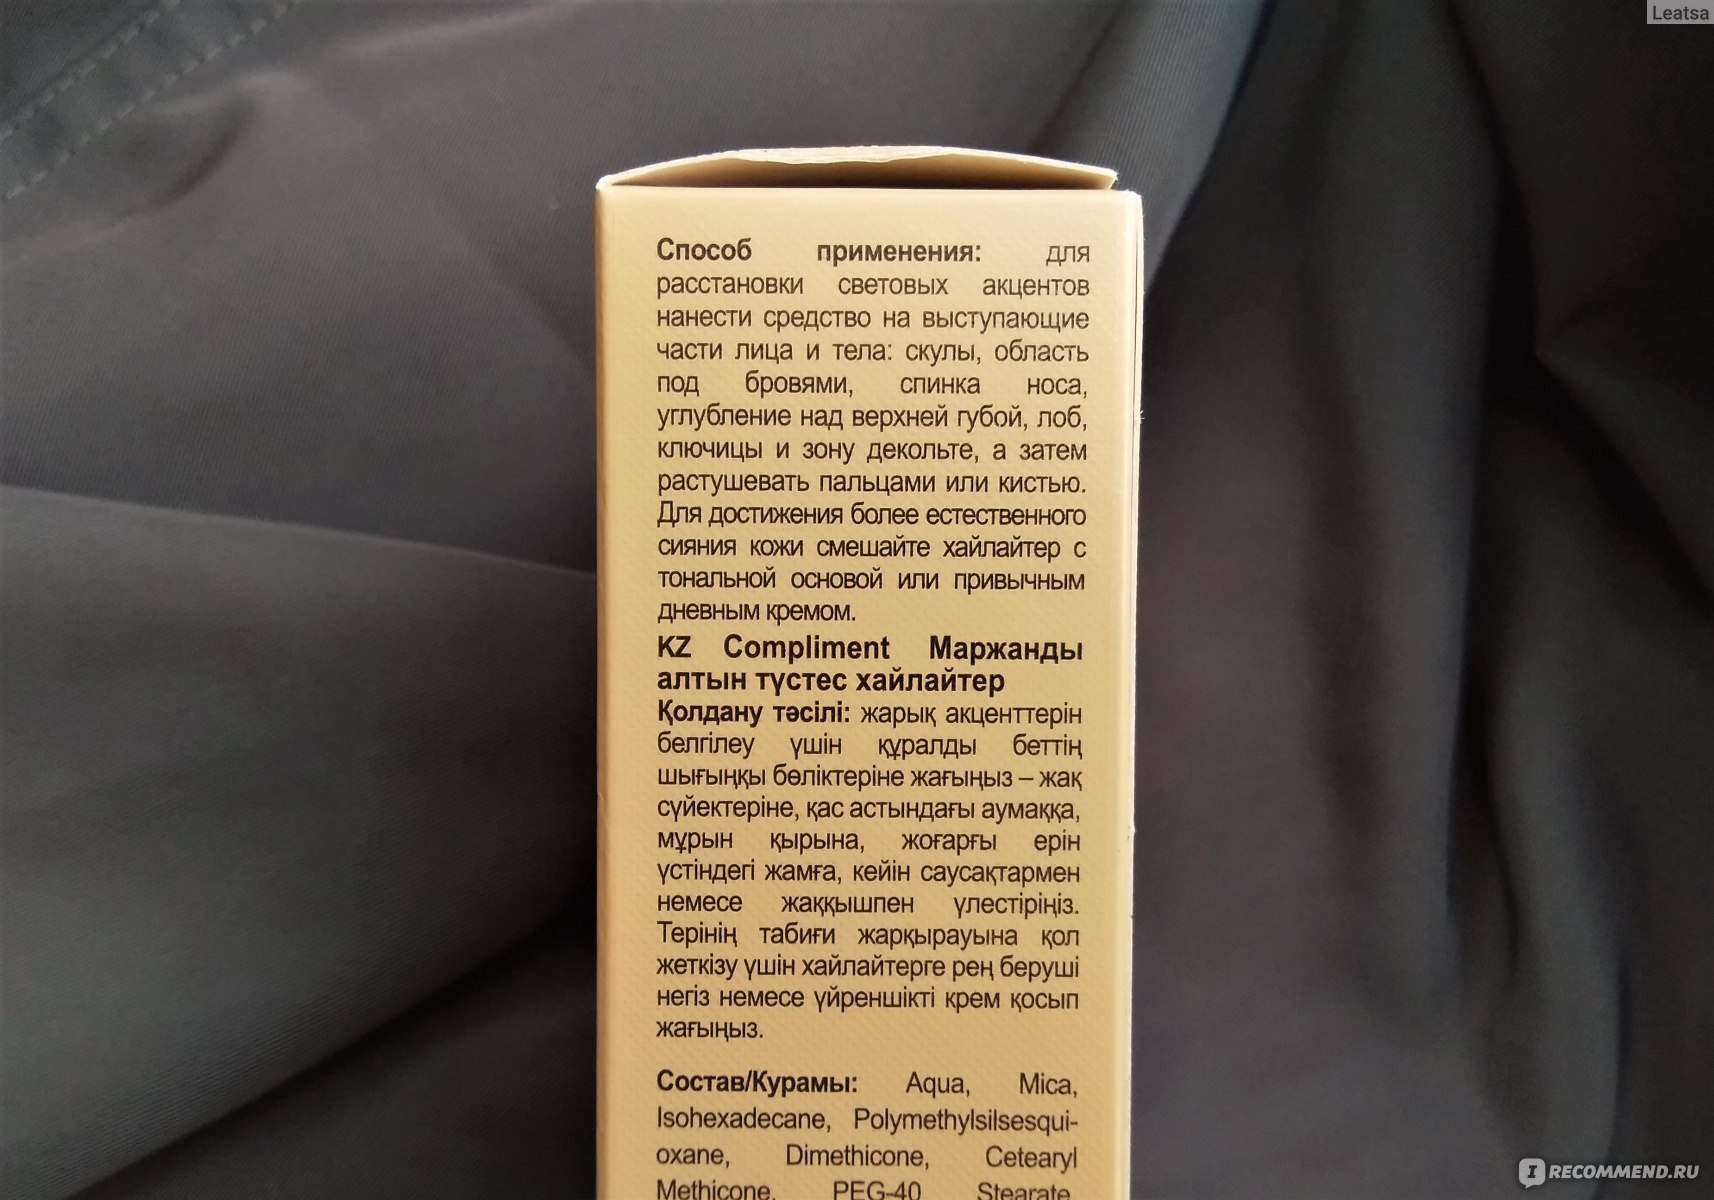 Leatsa
Способ применения: для
расстановки световых акцентов
нанести средство на выступающие
части лица и тела: скулы, область
под бровями, спинка носа,
углубление над верхней губой, лоб,
ключицы и зону декольте, а затем
растушевать пальцами или кистью.
Для достижения более естественного
сияния кожи смешайте хайлайтер с
тональной основой или привычным
дневным кремом.
KZ Compliment Маржанды
алтын түстес хайлайтер
Қолдану тәсілі: жарық акценттерін
белгілеу үшін құралды беттің
шығыңқы бөліктеріне жағыңыз – жақ
сүйектеріне, қас астындағы аумаққа,
мұрын қырына, жоғарғы ерін
үстіндегі жамға, кейін саусақтармен
немесе жаққышпен үлестіріңіз.
Терінің табиғи жарқырауына қол
жеткізу үшін хайлайтерге рең беруші
негіз немесе үйреншікті крем қосып
жағыңыз.
Состав/Курамы: Aqua, Mica,
Isohexadecane, Polymethylsilsesqui-
oxane, Dimethicone, Cetearyl
Methicone, PEG-40 Stearate,
IRECOMMEND.RU